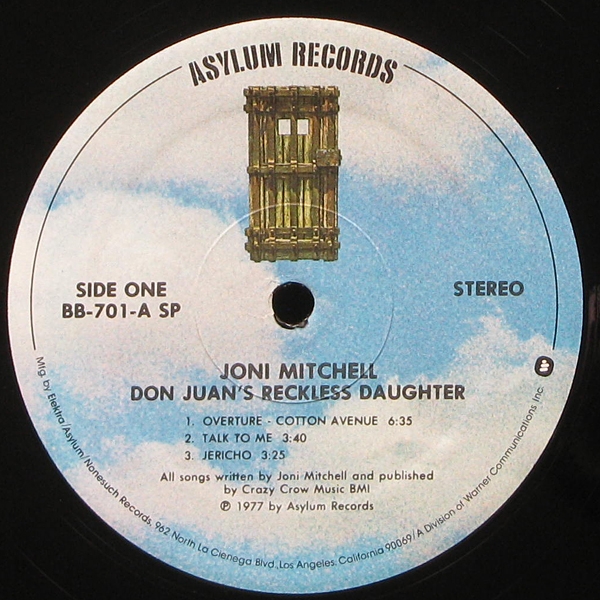 ASYLUM RECORDS
SIDE ONE
BB-701-A SP
STEREO
JONI MITCHELL
DON JUAN'S RECKLESS DAUGHTER
1. OVERTURE - COTTON AVENUE 6:35
2. TALK TO ME 3:40
3. JERICHO 3:25
All songs written by Joni Mitchell and published
by Crazy Crow Music BMI
℗ 1977 by Asylum Records
Mfg. by Elektra/Asylum/Nonesuch Records, 962 North La Cienega Blvd., Los Angeles, California 90069/A Division of Warner Communications Inc.